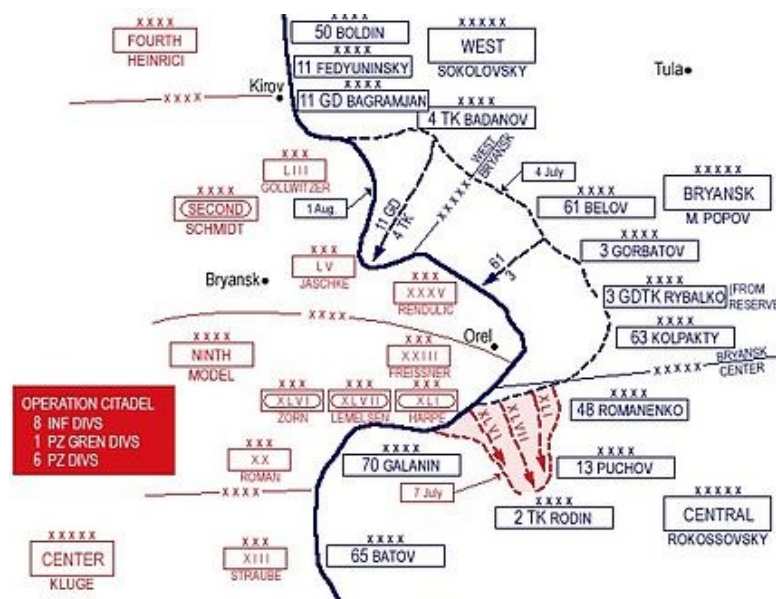 XXXX
FOURTH
HEINRICI
XXXX
50 BOLDIN
XXXX
11 FEDYUNINSKY
XXXX
11 GD BAGRAMJAN
XXXXX
WEST
SOKOLOVSKY
Tula
Kirov
XXXX
XXXX
4 TK BADANOV
XXX
LIII
GOLLWITZER
1 Aug.
11 GD
4 TK
XXXXX
WEST
BRYANSK
4 July
XXXX
61 BELOV
XXXXX
BRYANSK
M. POPOV
XXXX
SECOND
SCHMIDT
XXX
LV
JASCHKE
61
3
XXXX
3 GORBATOV
Bryansk
XXX
XXXV
RENDULIC
XXXX
3 GDTK RYBALKO
(FROM
RESERVE
XXXX
XXXX
NINTH
MODEL
Orel
XXX
XXIII
FREISSNER
XXXX
63 KOLPAKTY
BRYANSK
XXXXX
CENTER
OPERATION CITADEL
8 INF DIVS
1 PZ GREN DIVS
6 PZ DIVS
XXX
XLVI
ZORN
XXX
XLVII
LEMELSEN
XXX
XLI
HARPE
XLVI
XLVII
XLI
XXXX
48 ROMANENKO
XXX
XX
ROMAN
XXXX
70 GALANIN
7 July
XXXX
13 PUCHOV
XXXX
XXXX
2 TK RODIN
XXXXX
CENTRAL
ROKOSSOVSKY
XXXXX
CENTER
KLUGE
XXX
XIII
STRAUBE
XXXX
65 BATOV